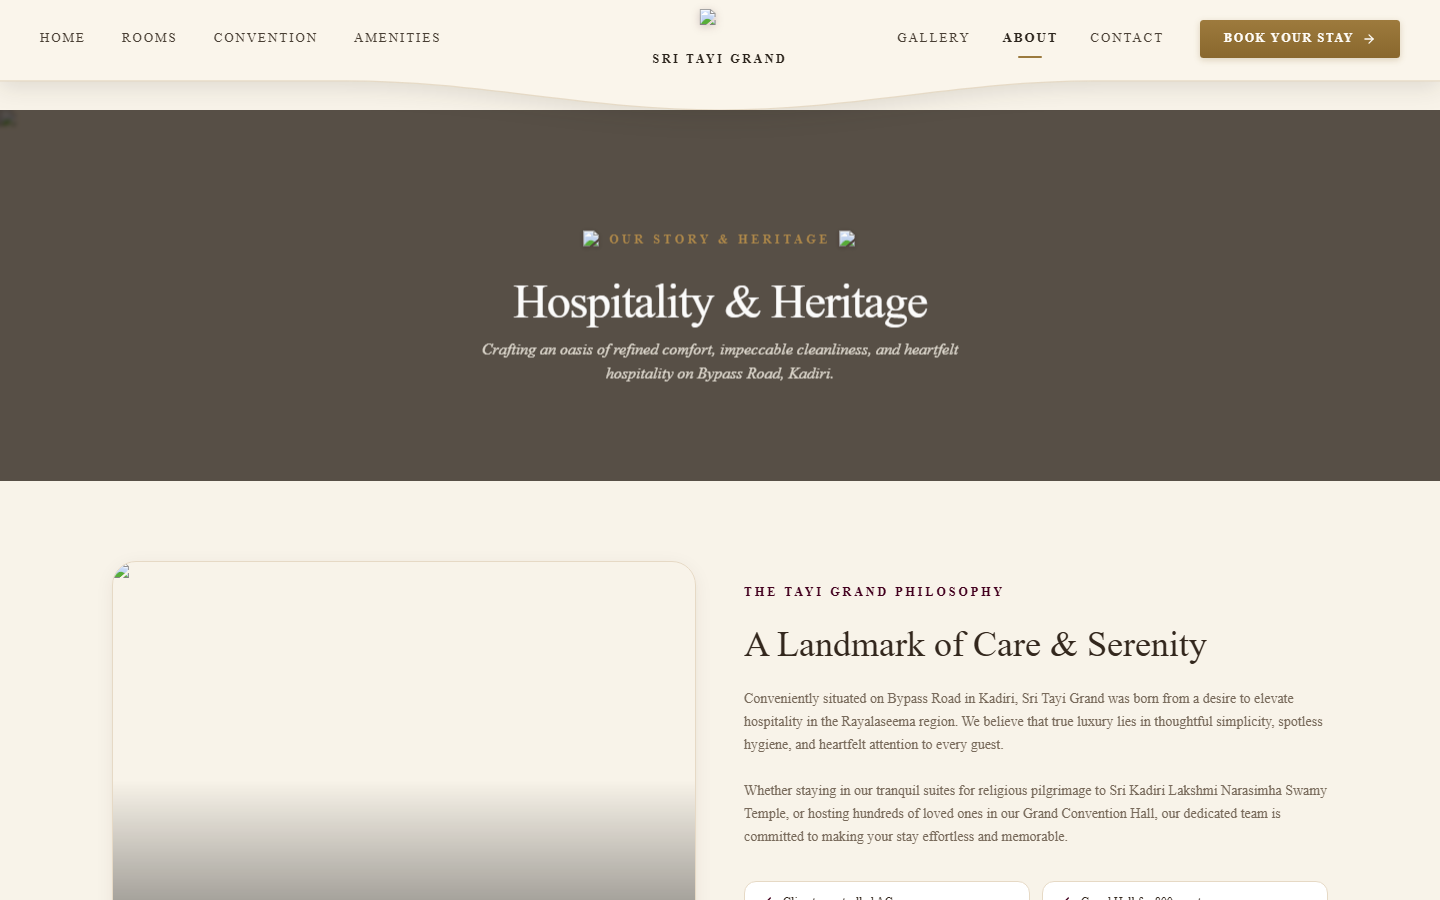 HOME
ROOMS
CONVENTION
AMENITIES
SRI TAYI GRAND
GALLERY
ABOUT
CONTACT
BOOK YOUR STAY
OUR STORY & HERITAGE
Hospitality & Heritage
Crafting an oasis of refined comfort, impeccable cleanliness, and heartfelt
hospitality on Bypass Road, Kadiri.
THE TAYI GRAND PHILOSOPHY
A Landmark of Care & Serenity
Conveniently situated on Bypass Road in Kadiri, Sri Tayi Grand was born from a desire to elevate
hospitality in the Rayalaseema region. We believe that true luxury lies in thoughtful simplicity, spotless
hygiene, and heartfelt attention to every guest.
Whether staying in our tranquil suites for religious pilgrimage to Sri Kadiri Lakshmi Narasimha Swamy
Temple, or hosting hundreds of loved ones in our Grand Convention Hall, our dedicated team is
committed to making your stay effortless and memorable.